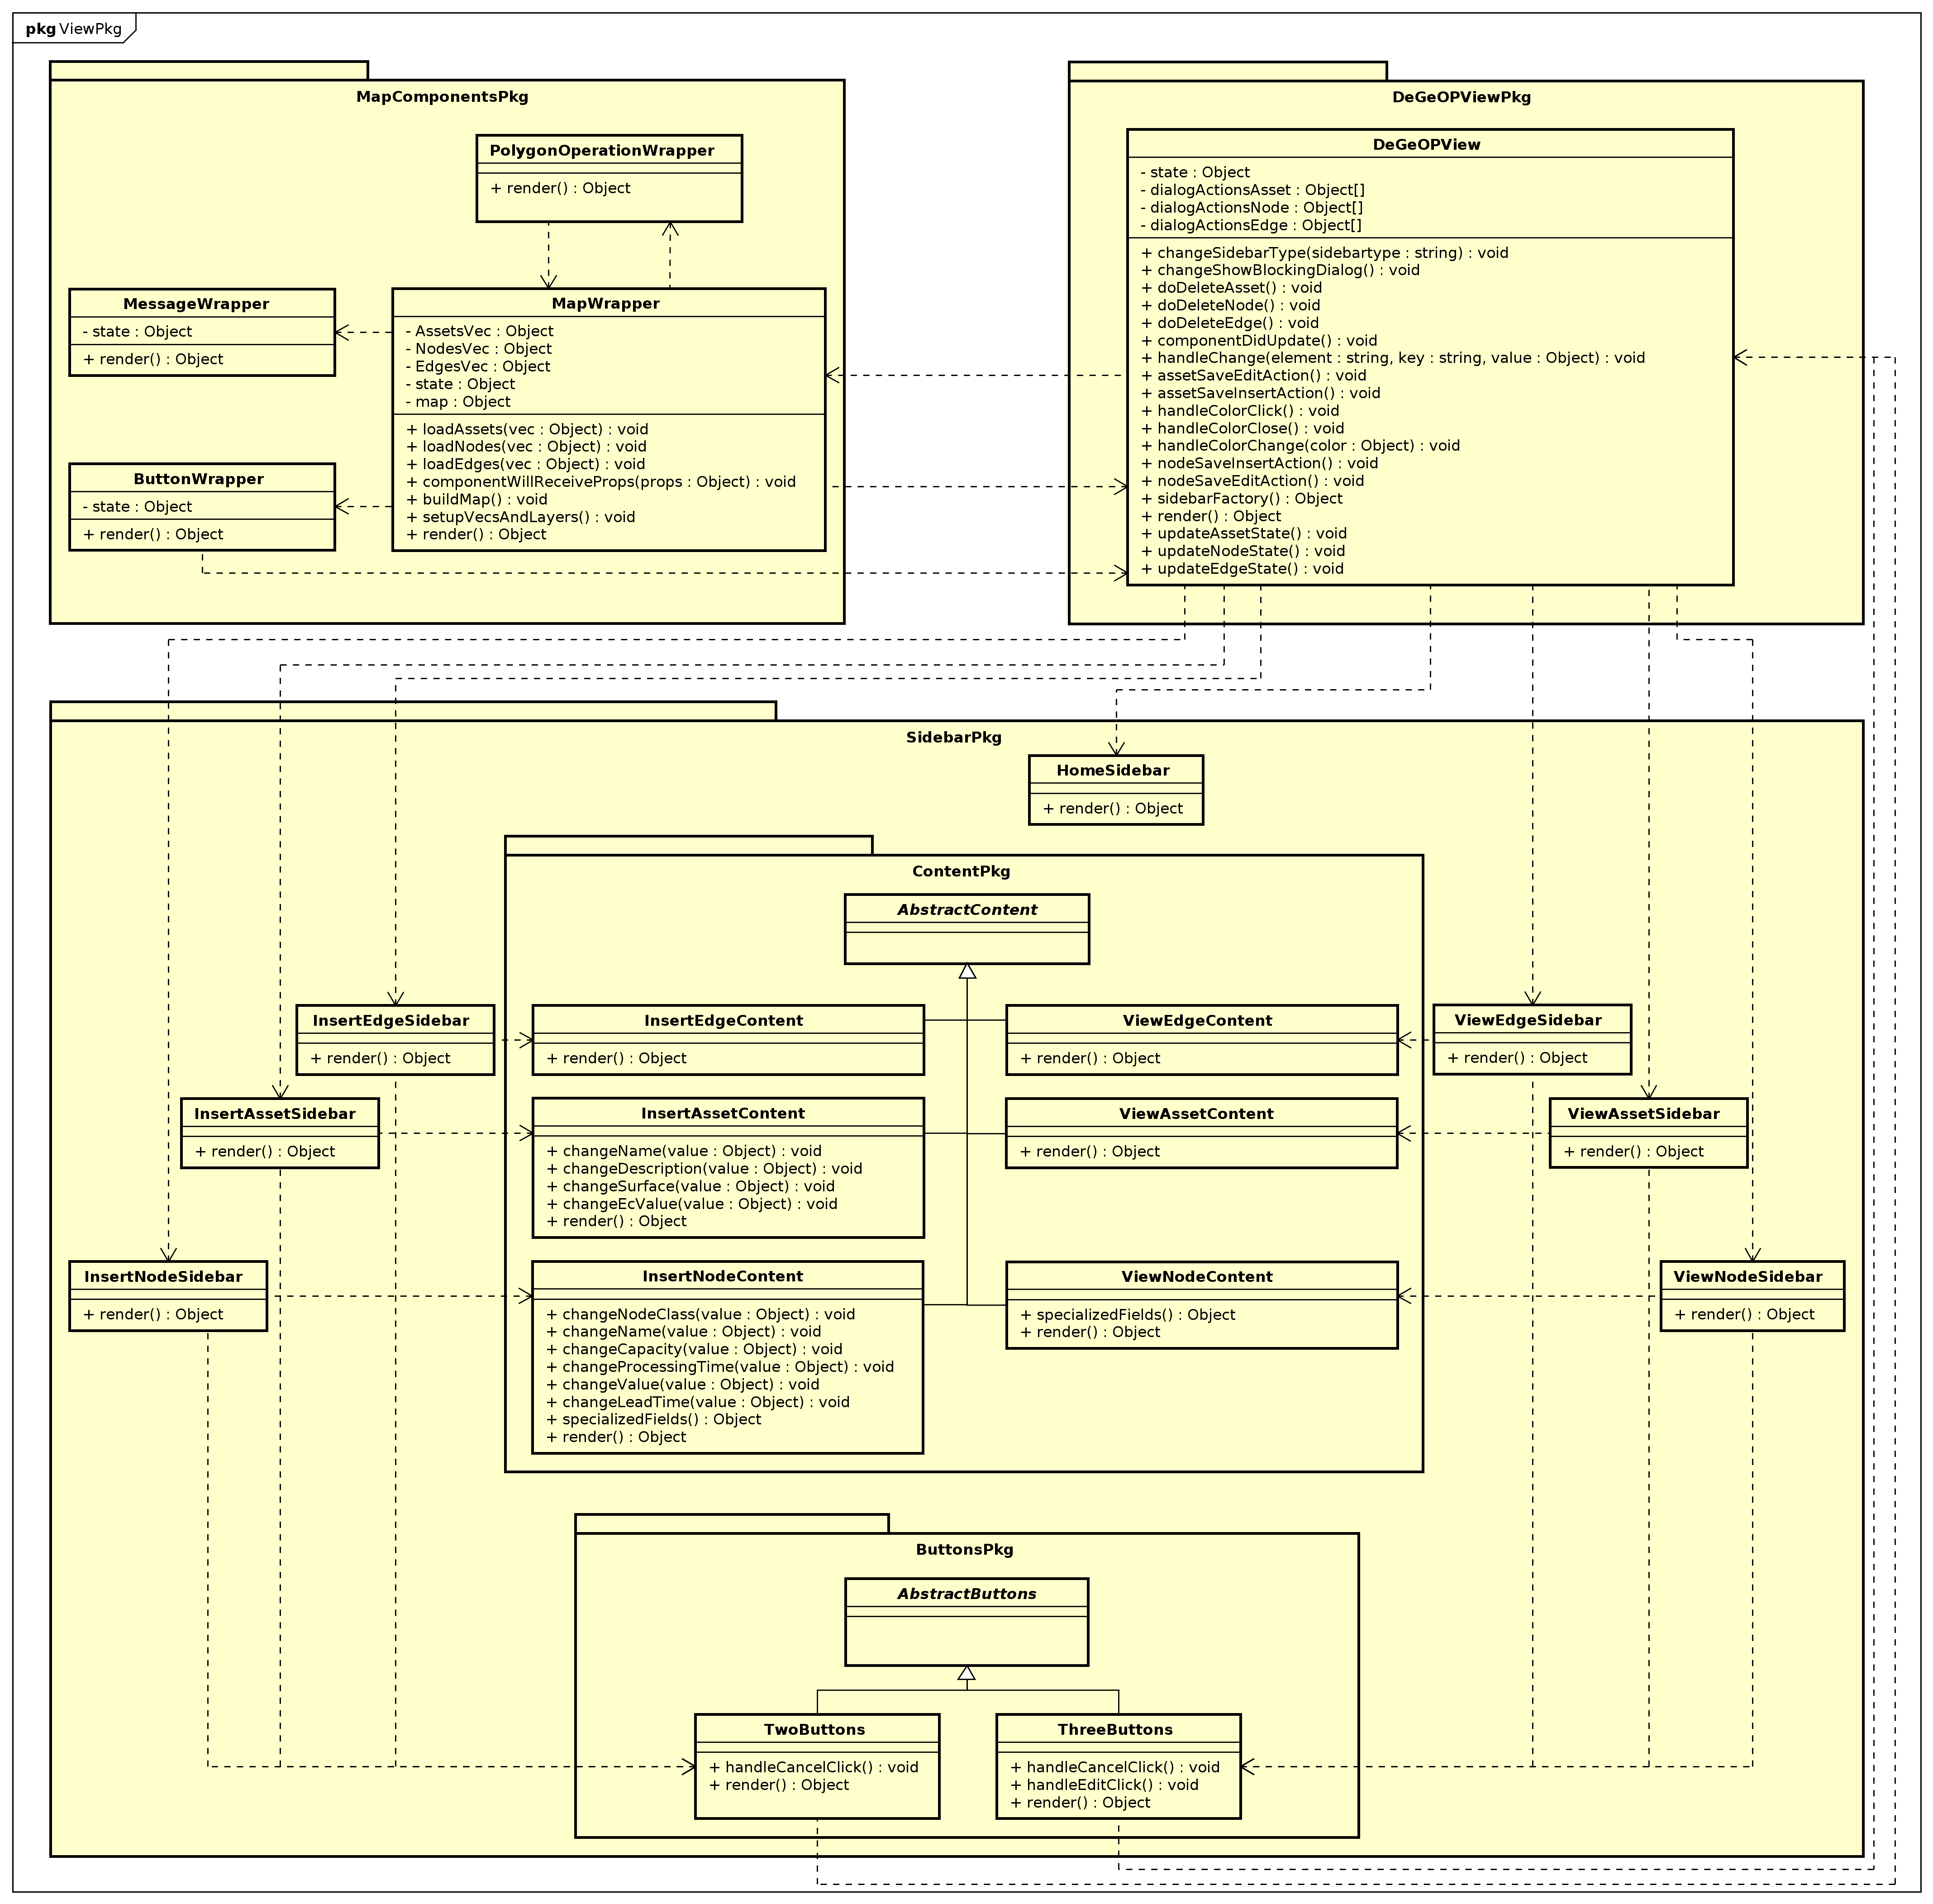 pkg ViewPkg
MapComponentsPkg
PolygonOperationWrapper
+ render() : Object
MessageWrapper
- state : Object
+ render() : Object
MapWrapper
- AssetsVec : Object
- NodesVec : Object
- EdgesVec : Object
- state : Object
- map : Object
+ loadAssets(vec : Object) : void
+ loadNodes(vec : Object) : void
+ loadEdges(vec : Object) : void
+ componentWillReceiveProps(props : Object) : void
+ buildMap() : void
+ setupVecsAndLayers() : void
+ render() : Object
ButtonWrapper
- state : Object
+ render() : Object
DeGeOPViewPkg
DeGeOPView
- state : Object
- dialogActionsAsset : Object[]
- dialogActionsNode : Object[]
- dialogActionsEdge : Object[]
+ changeSidebarType(sidebartype : string) : void
+ changeShowBlockingDialog() : void
+ doDeleteAsset() : void
+ doDeleteNode() : void
+ doDeleteEdge() : void
+ componentDidUpdate() : void
+ handleChange(element : string, key : string, value : Object) : void
+ assetSaveEditAction() : void
+ assetSaveInsertAction() : void
+ handleColorClick() : void
+ handleColorClose() : void
+ handleColorChange(color : Object) : void
+ nodeSaveInsertAction() : void
+ nodeSaveEditAction() : void
+ sidebarFactory() : Object
+ render() : Object
+ updateAssetState() : void
+ updateNodeState() : void
+ updateEdgeState() : void
SidebarPkg
HomeSidebar
+ render() : Object
ContentPkg
AbstractContent
InsertEdgeSidebar
+ render() : Object
InsertEdgeContent
+ render() : Object
ViewEdgeContent
+ render() : Object
ViewEdgeSidebar
+ render() : Object
InsertAssetSidebar
+ render() : Object
InsertAssetContent
+ changeName(value : Object) : void
+ changeDescription(value : Object) : void
+ changeSurface(value : Object) : void
+ changeEcValue(value : Object) : void
+ render() : Object
ViewAssetContent
+ render() : Object
ViewAssetSidebar
+ render() : Object
InsertNodeSidebar
+ render() : Object
InsertNodeContent
+ changeNodeClass(value : Object) : void
+ changeName(value : Object) : void
+ changeCapacity(value : Object) : void
+ changeProcessingTime(value : Object) : void
+ changeValue(value : Object) : void
+ changeLeadTime(value : Object) : void
+ specializedFields() : Object
+ render() : Object
ViewNodeContent
+ specializedFields() : Object
+ render() : Object
ViewNodeSidebar
+ render() : Object
ButtonsPkg
AbstractButtons
TwoButtons
+ handleCancelClick() : void
+ render() : Object
ThreeButtons
+ handleCancelClick() : void
+ handleEditClick() : void
+ render() : Object